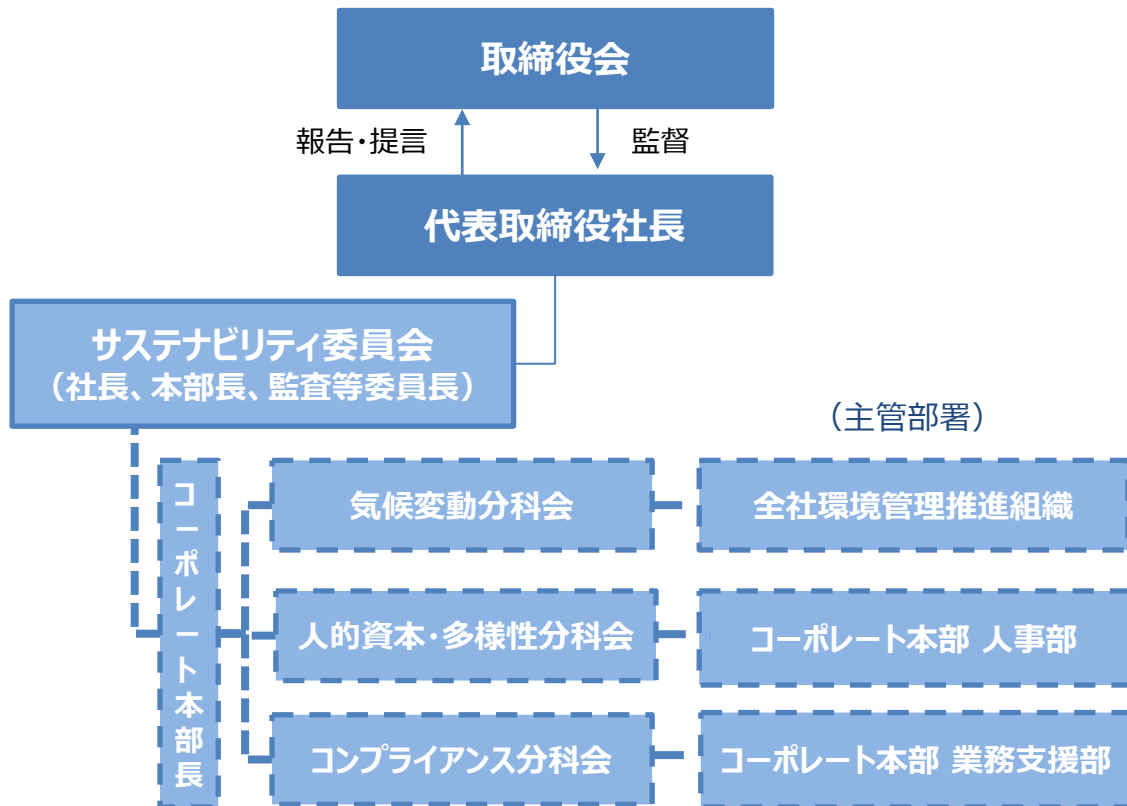 取締役会
報告・提言
監督
代表取締役社長
サステナビリティ委員会
（社長、本部長、監査等委員長）
（主管部署）
コーポレート本部長
気候変動分科会
全社環境管理推進組織
人的資本・多様性分科会
コーポレート本部 人事部
コンプライアンス分科会
コーポレート本部 業務支援部